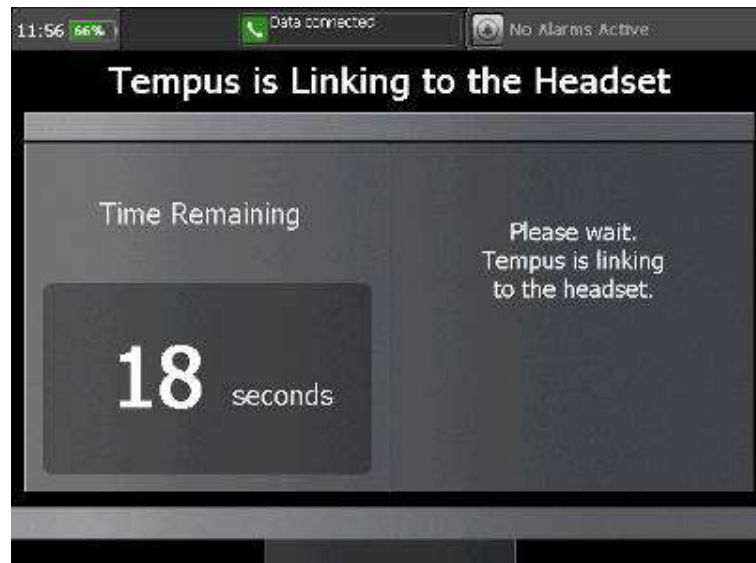 11:56 66% Data connected No Alarms Active
Tempus is Linking to the Headset
Time Remaining
18 seconds
Please wait.
Tempus is linking
to the headset.